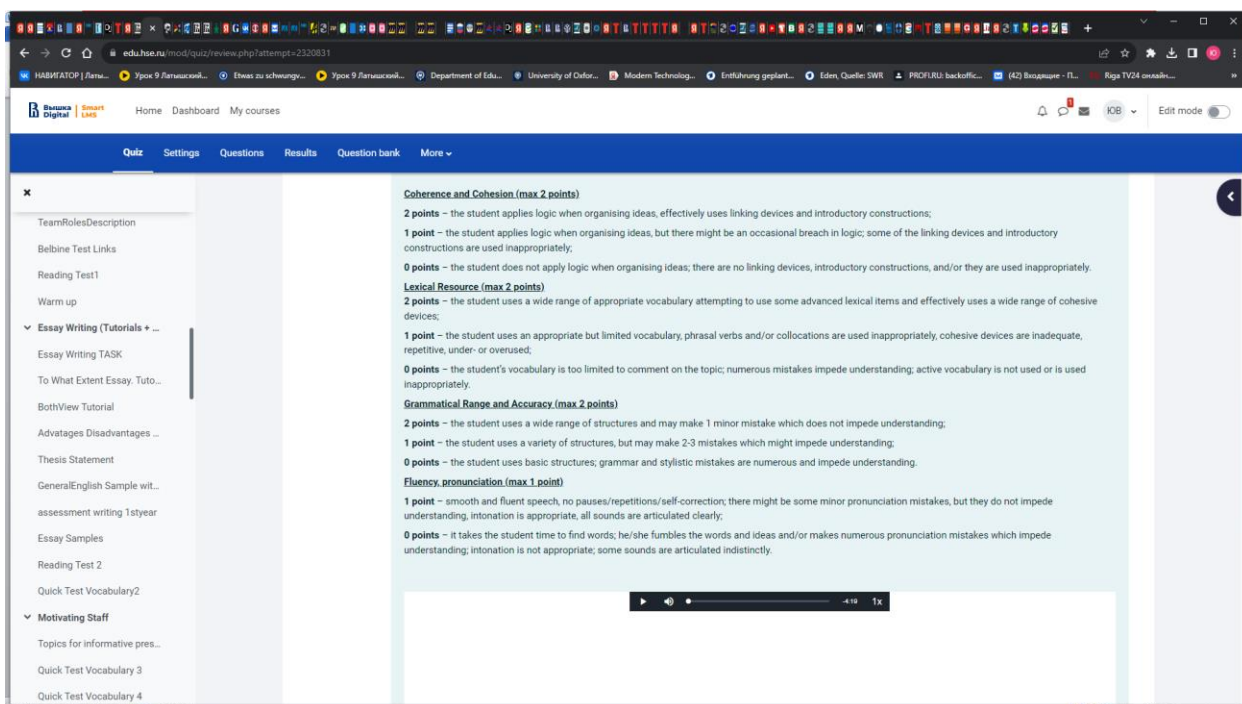 edu.hse.ru/mod/quiz/review.php?attempt=2320831
НАВИГАТОР | Латы...
Урок 9 Латышский...
Etwas zu schwungv...
Урок 9 Латышский...
Department of Edu...
University of Oxfor...
Modern Technolog...
Entführung geplant...
Eden, Quelle: SWR
PROFI.RU: backoffic...
(42) Входящие - П...
Riga TV24 онлайн....
Вышка Digital | Smart LMS
Home Dashboard My courses
ЮВ
Edit mode
Quiz Settings Questions Results Question bank More
TeamRolesDescription
Belbine Test Links
Reading Test1
Warm up
Essay Writing (Tutorials + ...
Essay Writing TASK
To What Extent Essay. Tuto...
BothView Tutorial
Advatages Disadvantages ...
Thesis Statement
GeneralEnglish Sample wit...
assessment writing 1styear
Essay Samples
Reading Test 2
Quick Test Vocabulary2
Motivating Staff
Topics for informative pres...
Quick Test Vocabulary 3
Quick Test Vocabulary 4
Coherence and Cohesion (max 2 points)
2 points – the student applies logic when organising ideas, effectively uses linking devices and introductory constructions;
1 point – the student applies logic when organising ideas, but there might be an occasional breach in logic; some of the linking devices and introductory
constructions are used inappropriately;
0 points – the student does not apply logic when organising ideas; there are no linking devices, introductory constructions, and/or they are used inappropriately.
Lexical Resource (max 2 points)
2 points – the student uses a wide range of appropriate vocabulary attempting to use some advanced lexical items and effectively uses a wide range of cohesive
devices;
1 point – the student uses an appropriate but limited vocabulary, phrasal verbs and/or collocations are used inappropriately, cohesive devices are inadequate,
repetitive, under- or overused;
0 points – the student's vocabulary is too limited to comment on the topic; numerous mistakes impede understanding; active vocabulary is not used or is used
inappropriately.
Grammatical Range and Accuracy (max 2 points)
2 points – the student uses a wide range of structures and may make 1 minor mistake which does not impede understanding;
1 point – the student uses a variety of structures, but may make 2-3 mistakes which might impede understanding;
0 points – the student uses basic structures; grammar and stylistic mistakes are numerous and impede understanding.
Fluency, pronunciation (max 1 point)
1 point – smooth and fluent speech, no pauses/repetitions/self-correction; there might be some minor pronunciation mistakes, but they do not impede
understanding, intonation is appropriate, all sounds are articulated clearly;
0 points – it takes the student time to find words; he/she fumbles the words and ideas and/or makes numerous pronunciation mistakes which impede
understanding; intonation is not appropriate; some sounds are articulated indistinctly.
-4:19 1x